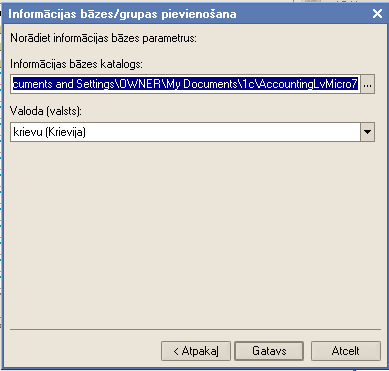 Informācijas bāzes/grupas pievienošana
Norādiet informācijas bāzes parametrus:
Informācijas bāzes katalogs:
cuments and Settings\OWNER\My Documents\1c\AccountingLvMicro7 ...
Valoda (valsts):
krievu (Krievija)
< Atpakaļ Gatavs Atcelt